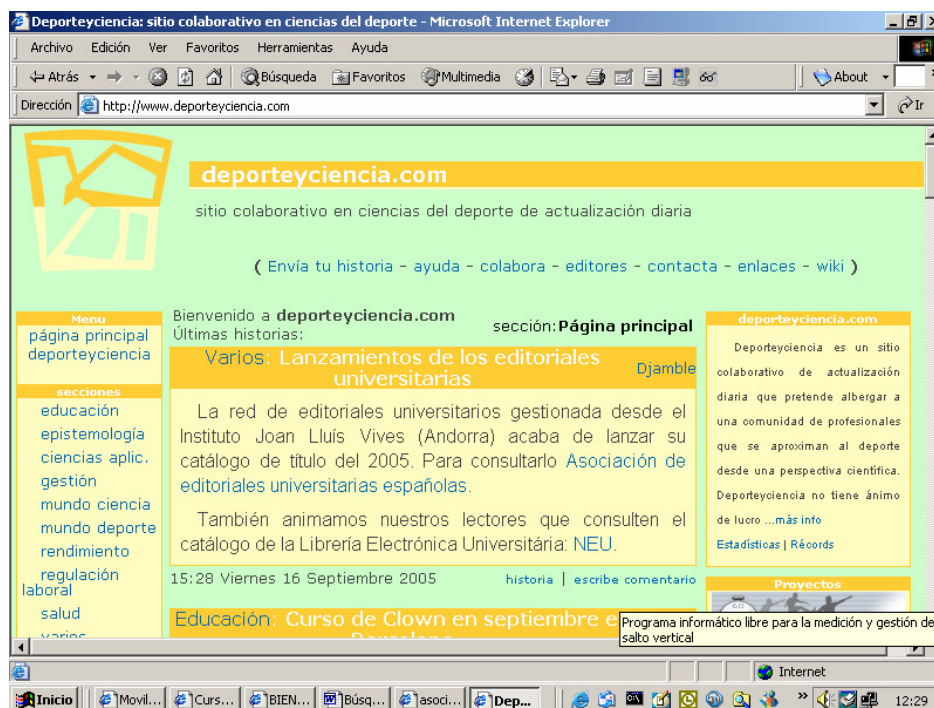 Deporteyciencia: sitio colaborativo en ciencias del deporte - Microsoft Internet Explorer
Archivo Edición Ver Favoritos Herramientas Ayuda
Atrás Búsqueda Favoritos Multimedia About
Dirección http://www.deporteyciencia.com Ir
deporteyciencia.com
sitio colaborativo en ciencias del deporte de actualización diaria
( Envía tu historia - ayuda - colabora - editores - contacta - enlaces - wiki )
Menu
página principal
deporteyciencia
secciones
educación
epistemología
ciencias aplic.
gestión
mundo ciencia
mundo deporte
rendimiento
regulación
laboral
salud
varios
Bienvenido a deporteyciencia.com
Últimas historias:
sección:Página principal
Varios: Lanzamientos de los editoriales
universitarias
Djamble
La red de editoriales universitarios gestionada desde el
Instituto Joan Lluís Vives (Andorra) acaba de lanzar su
catálogo de título del 2005. Para consultarlo Asociación de
editoriales universitarias españolas.
También animamos nuestros lectores que consulten el
catálogo de la Librería Electrónica Universitária: NEU.
15:28 Viernes 16 Septiembre 2005 historia | escribe comentario
Educación: Curso de Clown en septiembre e
Barcelona
deporteyciencia.com
Deporteyciencia es un sitio
colaborativo de actualización
diaria que pretende albergar a
una comunidad de profesionales
que se aproximan al deporte
desde una perspectiva científica.
Deporteyciencia no tiene ánimo
de lucro ...más info
Estadísticas | Récords
Proyectos
Programa informático libre para la medición y gestión de
salto vertical
Internet
Inicio Movil... Curs... BIEN... Búsq... asoci... Dep... 12:29